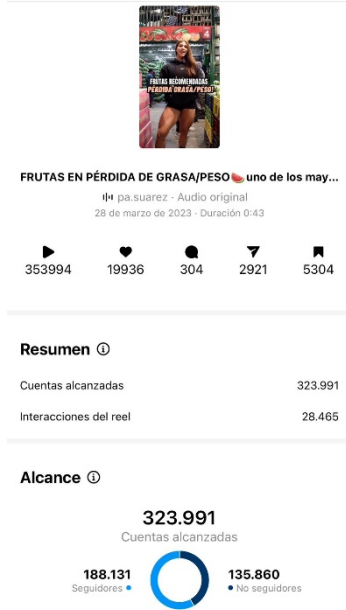 FRUTAS RECOMENDADAS
PÉRDIDA GRASA/PESO!
FRUTAS EN PÉRDIDA DE GRASA/PESO🍉 uno de los may...
pa.suarez · Audio original
28 de marzo de 2023 · Duración 0:43
353994 19936 304 2921 5304
Resumen
Cuentas alcanzadas 323.991
Interacciones del reel 28.465
Alcance
323.991
Cuentas alcanzadas
188.131 135.860
Seguidores • • No seguidores